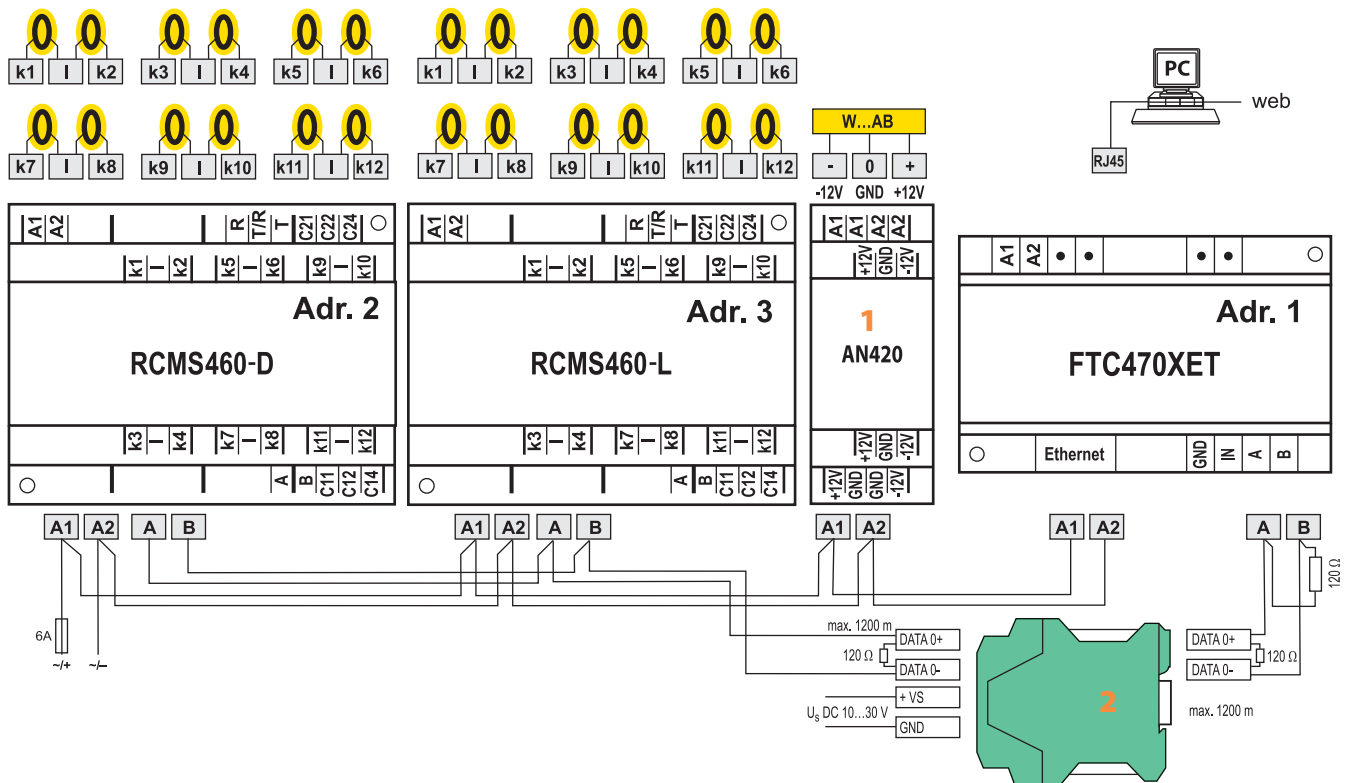 k1 I k2 k3 I k4 k5 I k6 k1 I k2 k3 I k4 k5 I k6
PC
web
RJ45
k7 I k8 k9 I k10 k11 I k12 k7 I k8 k9 I k10 k11 I k12
W...AB
- 0 +
-12V GND +12V
A1 A2 R T/R T C21 C22 C24
k1 I k2 k5 I k6 k9 I k10
Adr. 2
RCMS460-D
k3 I k4 k7 I k8 k11 I k12
A B C11 C12 C14
A1 A2 R T/R T C21 C22 C24
k1 I k2 k5 I k6 k9 I k10
Adr. 3
RCMS460-L
k3 I k4 k7 I k8 k11 I k12
A B C11 C12 C14
A1 A1 A2 A2
+12V GND -12V
1
AN420
+12V GND -12V
+12V GND GND -12V
A1 A2 • • • •
Adr. 1
FTC470XET
Ethernet GND IN A B
A1 A2 A B A1 A2 A B A1 A2 A1 A2 A B
120 Ω
6A
~/+ ~/–
max. 1200 m
DATA 0+
120 Ω
DATA 0-
+ VS
Us DC 10...30 V
GND
2
DATA 0+
120 Ω
DATA 0-
max. 1200 m